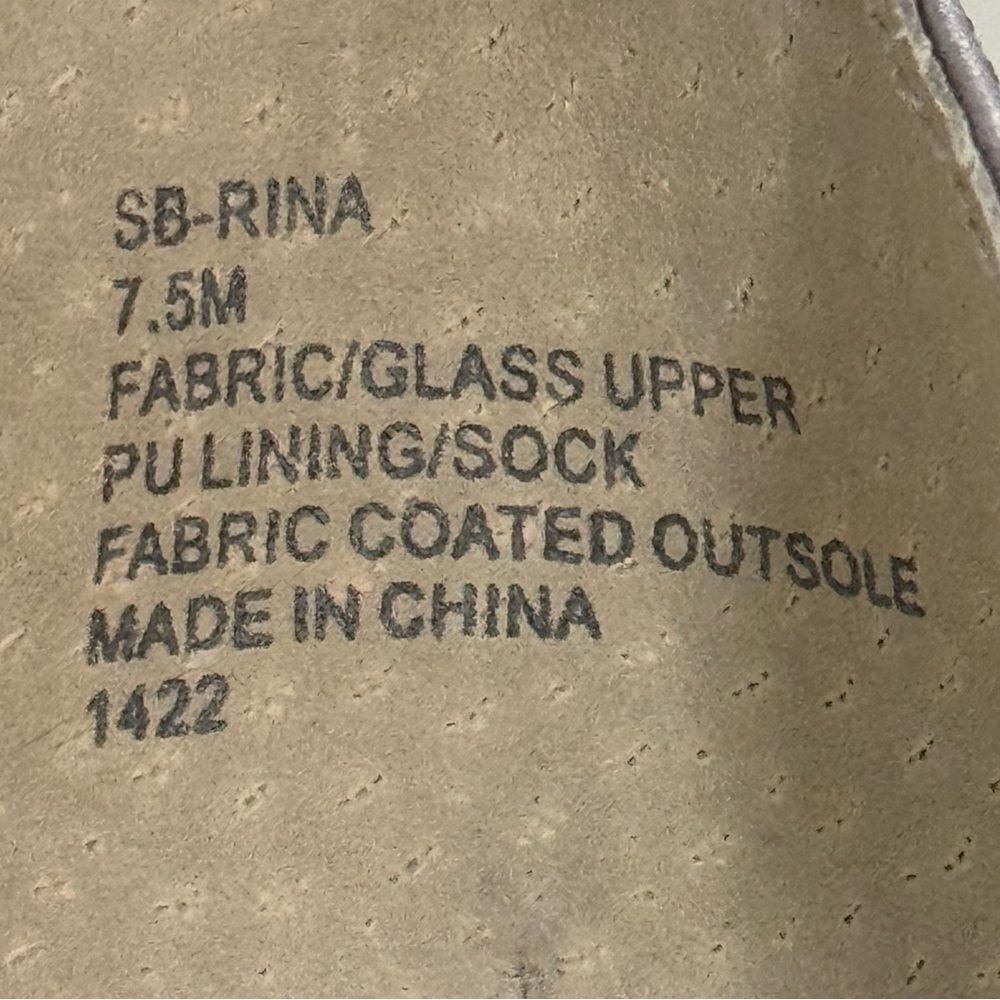 SB-RINA
7.5M
FABRIC/GLASS UPPER
PU LINING/SOCK
FABRIC COATED OUTSOLE
MADE IN CHINA
1422